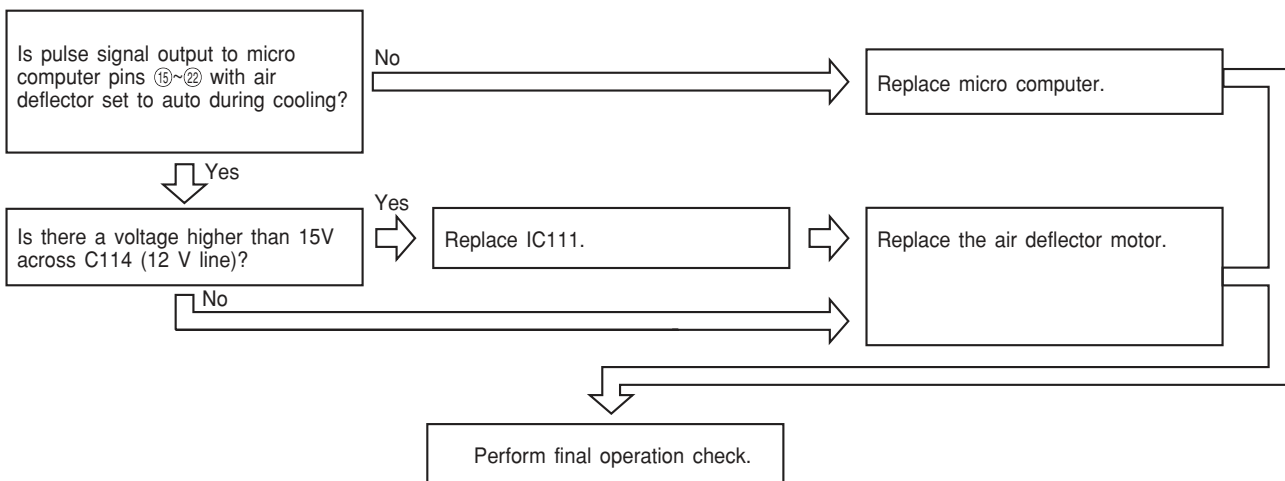 Is pulse signal output to micro
computer pins ⑮~㉒ with air
deflector set to auto during cooling?
No
Replace micro computer.
Yes
Is there a voltage higher than 15V
across C114 (12 V line)?
Yes
Replace IC111.
Replace the air deflector motor.
No
Perform final operation check.